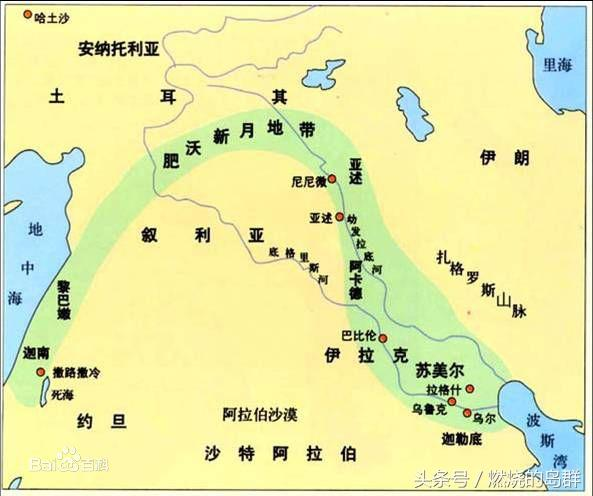 哈土沙
安纳托利亚
里海
土耳其
肥沃新月地带
亚述
伊朗
尼尼微
亚述
幼发拉底河
地中海
叙利亚
底格里斯河
阿卡德
扎格罗斯山脉
黎巴嫩
巴比伦
伊拉克
迦南
苏美尔
撒路撒冷
拉格什
死海
乌鲁克
乌尔
波斯湾
约旦
阿拉伯沙漠
迦勒底
沙特阿拉伯
Bai百科
头条号／燃烧的岛群